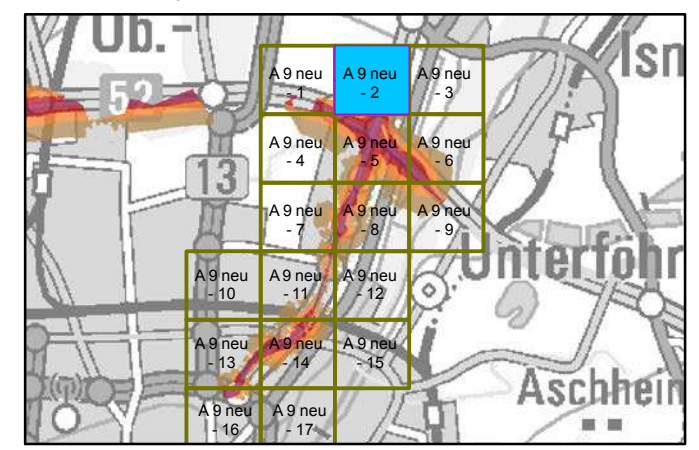 Ob.-
Isn
52
A 9 neu
- 1
A 9 neu
- 2
A 9 neu
- 3
A 9 neu
- 4
A 9 neu
- 5
A 9 neu
- 6
13
A 9 neu
- 7
A 9 neu
- 8
A 9 neu
- 9
Unterföhr
A 9 neu
- 10
A 9 neu
- 11
A 9 neu
- 12
A 9 neu
- 13
A 9 neu
- 14
A 9 neu
- 15
Aschhein
A 9 neu
- 16
A 9 neu
- 17